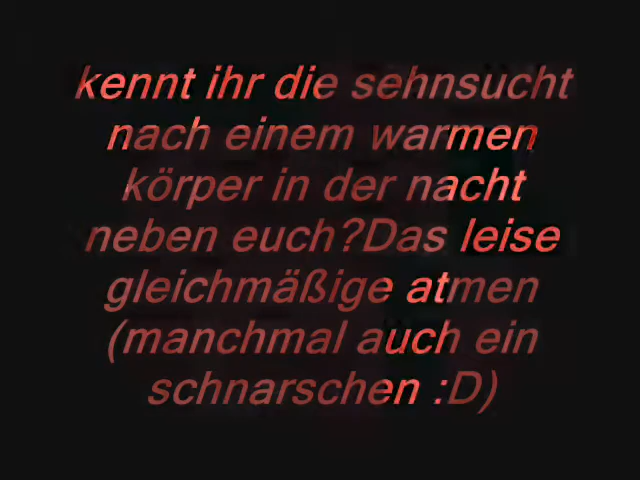 kennt ihr die sehnsucht
nach einem warmen
körper in der nacht
neben euch?Das leise
gleichmäßige atmen
(manchmal auch ein
schnarschen :D)